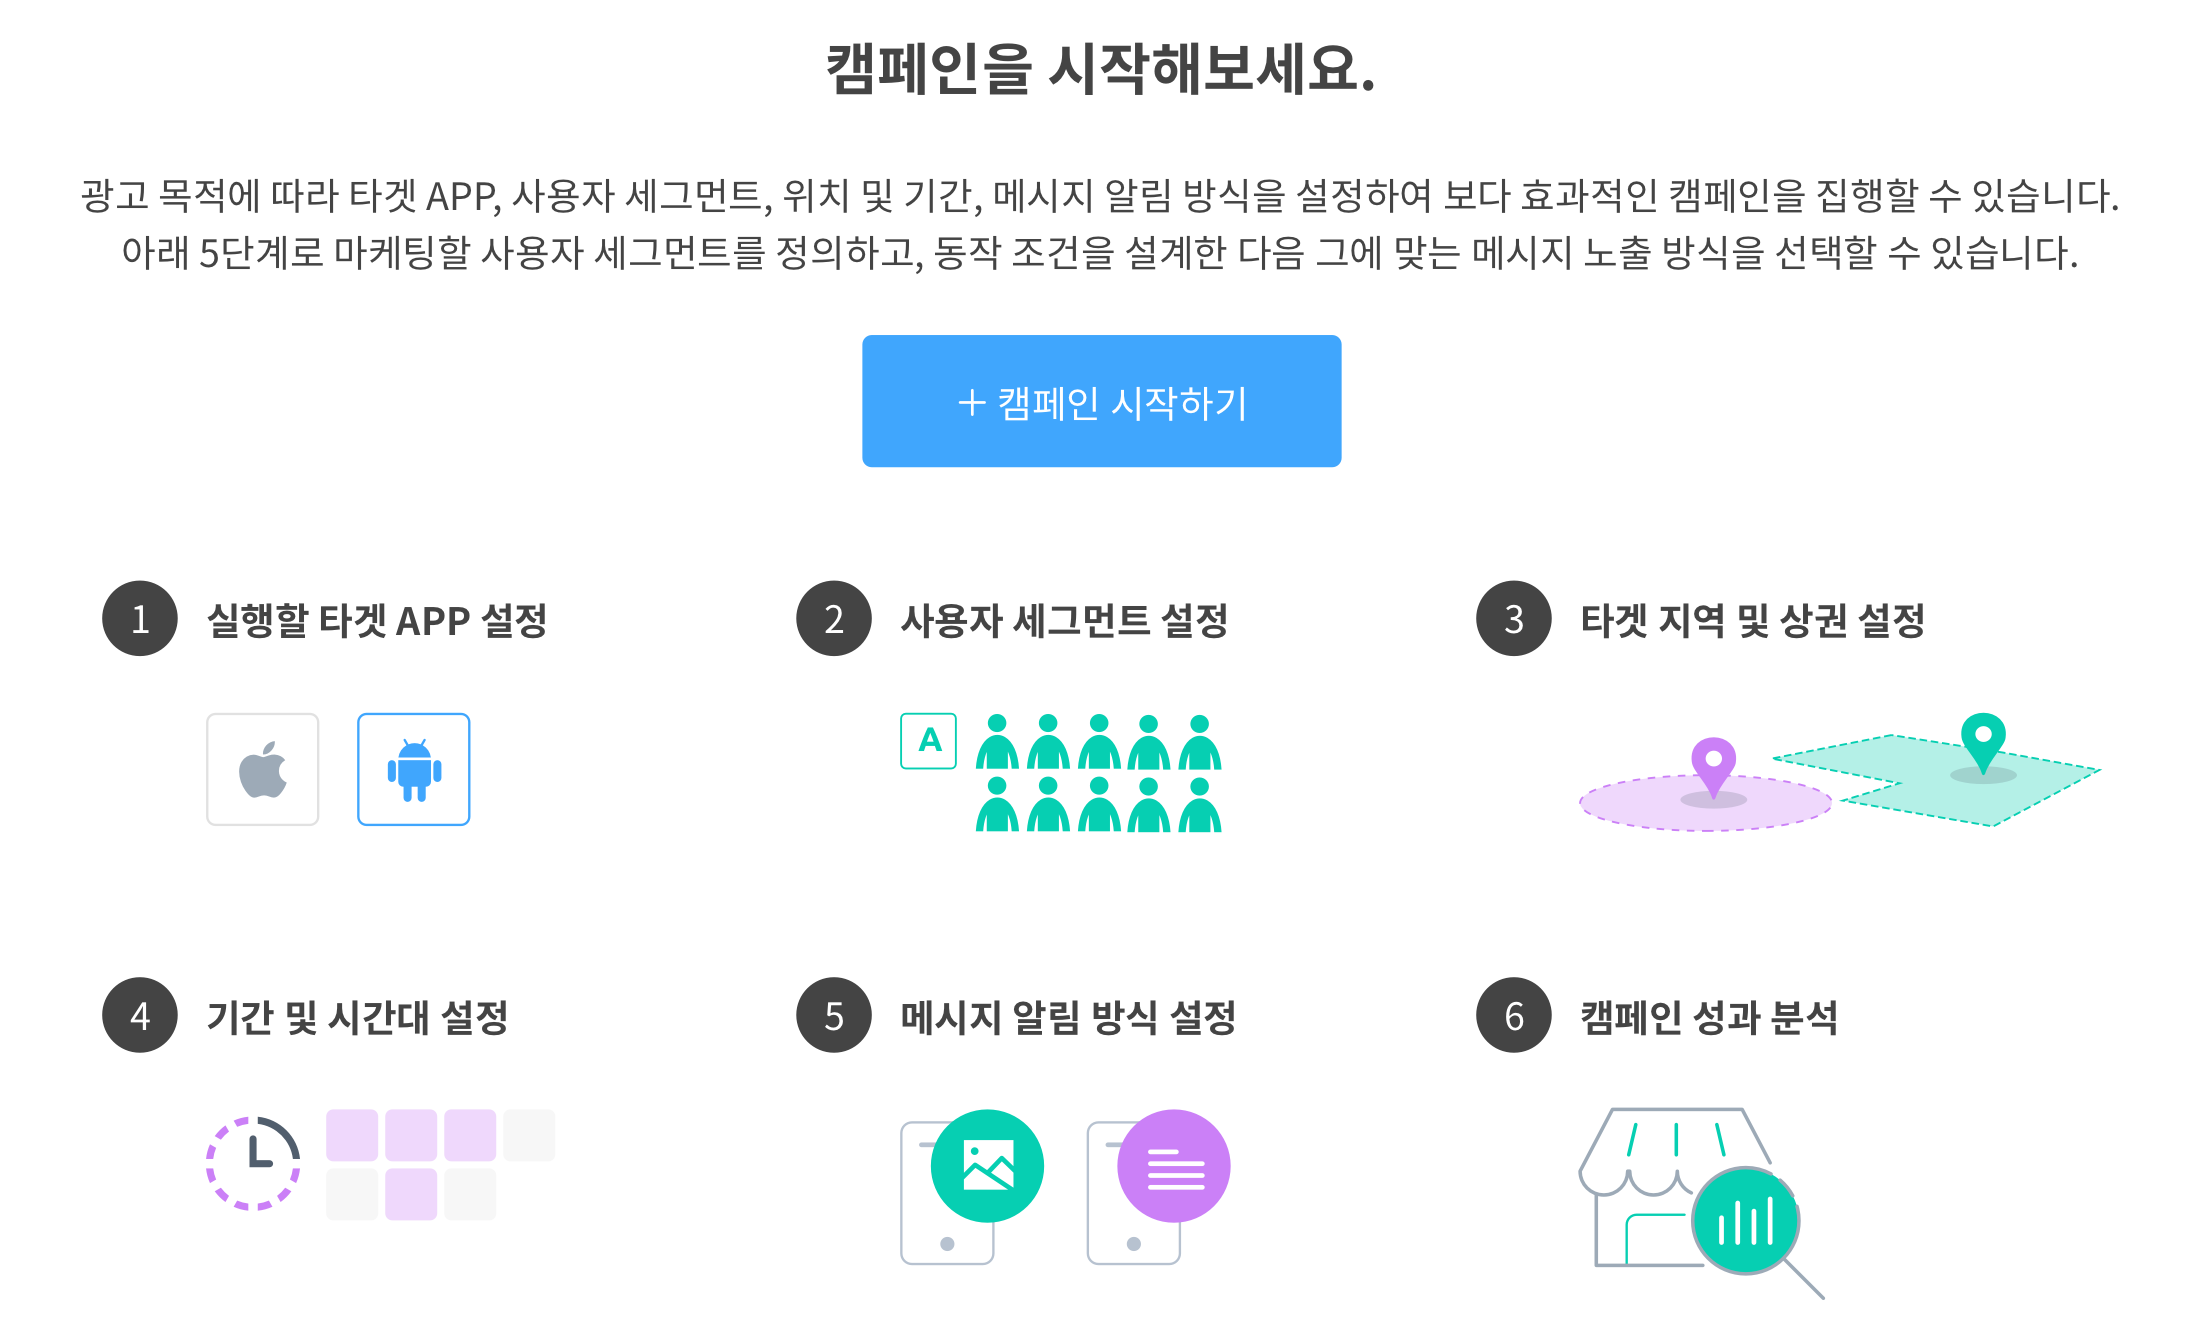 캠페인을 시작해보세요.
광고 목적에 따라 타겟 APP, 사용자 세그먼트, 위치 및 기간, 메시지 알림 방식을 설정하여 보다 효과적인 캠페인을 집행할 수 있습니다.
아래 5단계로 마케팅할 사용자 세그먼트를 정의하고, 동작 조건을 설계한 다음 그에 맞는 메시지 노출 방식을 선택할 수 있습니다.
+ 캠페인 시작하기
1 실행할 타겟 APP 설정
2 사용자 세그먼트 설정
3 타겟 지역 및 상권 설정
A
4 기간 및 시간대 설정
5 메시지 알림 방식 설정
6 캠페인 성과 분석